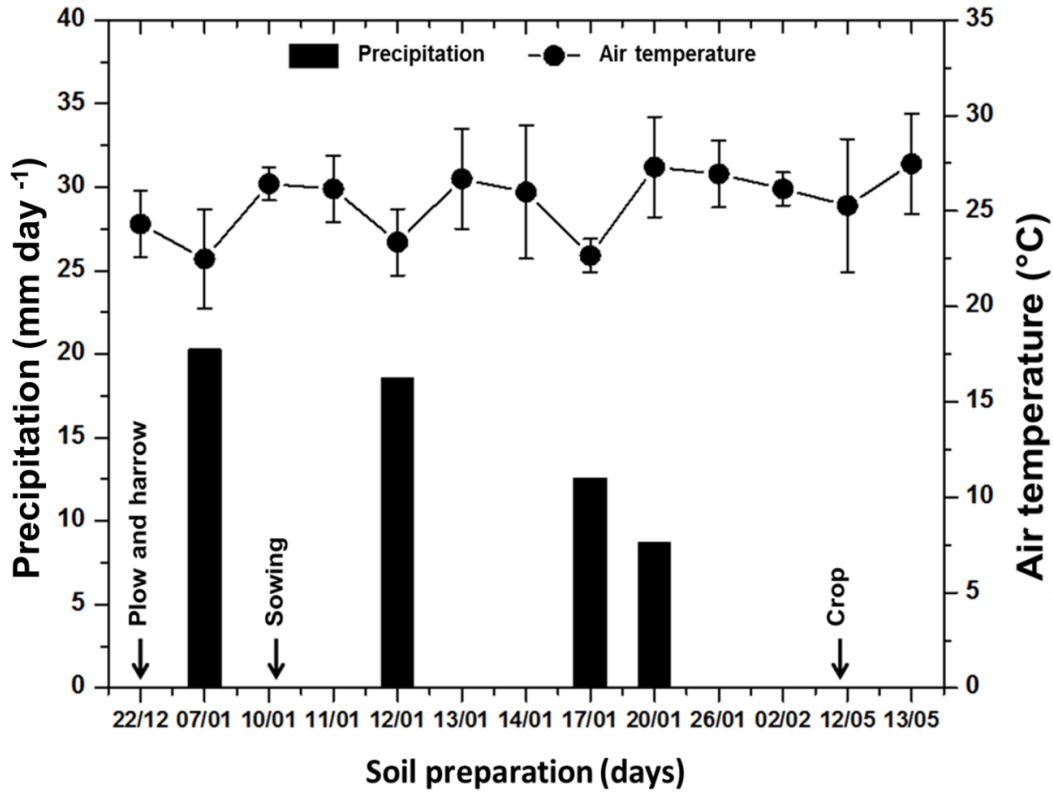 Precipitation
Air temperature
40
35
30
25
20
15
10
5
0
Precipitation (mm day -1)
35
30
25
20
15
10
5
0
Air temperature (°C)
Plow and harrow
Sowing
Crop
22/12 07/01 10/01 11/01 12/01 13/01 14/01 17/01 20/01 26/01 02/02 12/05 13/05
Soil preparation (days)